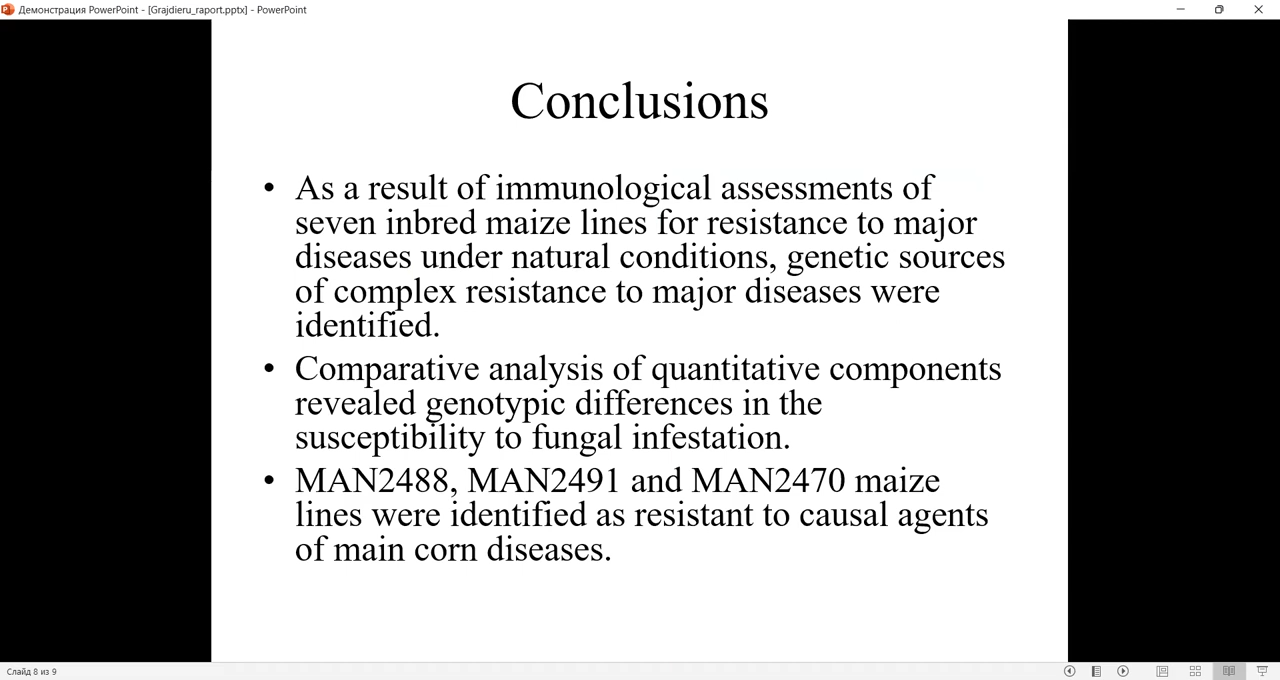 Демонстрация PowerPoint - [Grajdieru_raport.pptx] - PowerPoint
Conclusions
• As a result of immunological assessments of
seven inbred maize lines for resistance to major
diseases under natural conditions, genetic sources
of complex resistance to major diseases were
identified.
• Comparative analysis of quantitative components
revealed genotypic differences in the
susceptibility to fungal infestation.
• MAN2488, MAN2491 and MAN2470 maize
lines were identified as resistant to causal agents
of main corn diseases.
Слайд 8 из 9